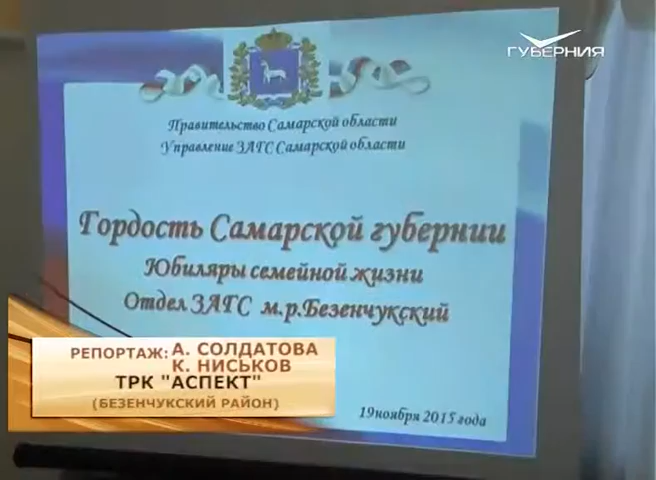 ГУБЕРНИЯ
Правительство Самарской области
Управление ЗАГС Самарской области
Гордость Самарской губернии
Юбиляры семейной жизни
Отдел ЗАГС м.р.Безенчукский
РЕПОРТАЖ: А. СОЛДАТОВА
К. НИСЬКОВ
ТРК "АСПЕКТ"
(БЕЗЕНЧУКСКИЙ РАЙОН)
19ноября 2015 года